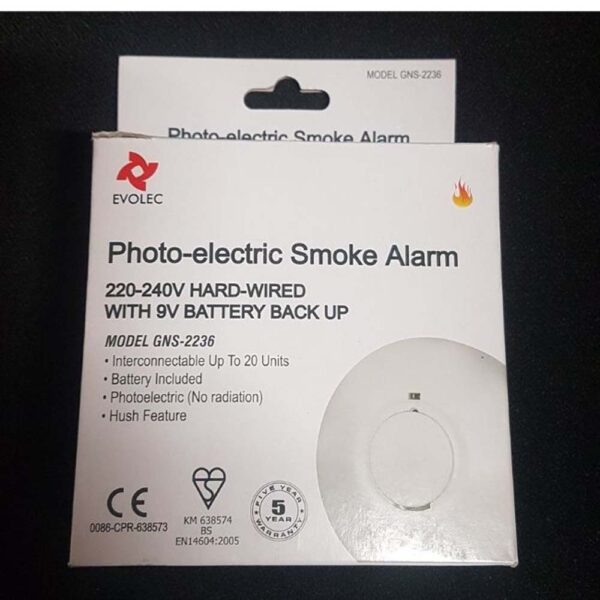 MODEL GNS-2236
Photo-electric Smoke Alarm
EVOLEC
Photo-electric Smoke Alarm
220-240V HARD-WIRED
WITH 9V BATTERY BACK UP
MODEL GNS-2236
• Interconnectable Up To 20 Units
• Battery Included
• Photoelectric (No radiation)
• Hush Feature
CE
0086-CPR-638573
KM 638574
BS
EN14604:2005
FIVE YEAR
5
YEAR
WARRANTY